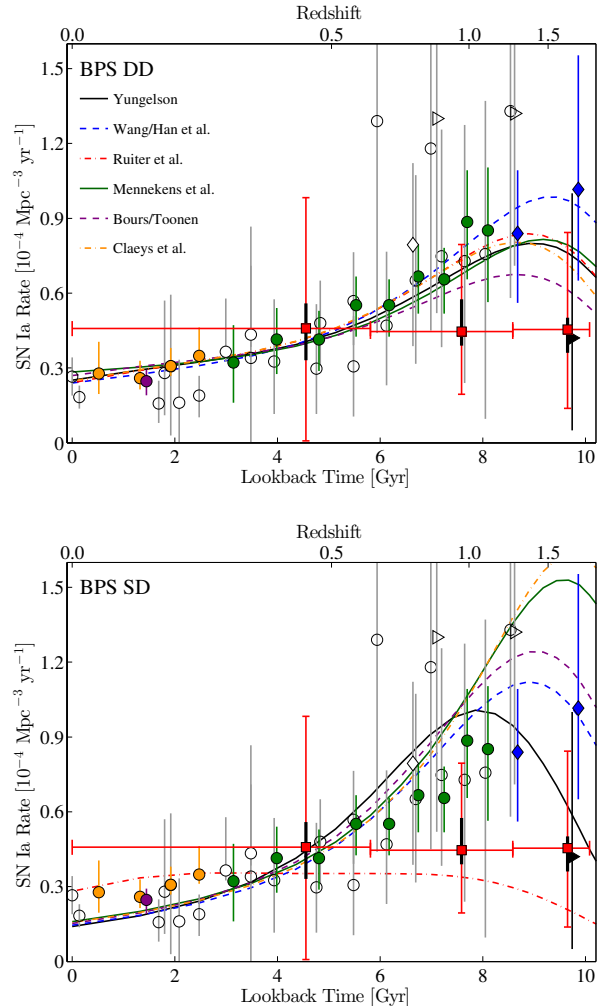 Redshift
0.0 0.5 1.0 1.5
BPS DD
Yungelson
Wang/Han et al.
Ruiter et al.
Mennekens et al.
Bours/Toonen
Claeys et al.
SN Ia Rate [10⁻⁴ Mpc⁻³ yr⁻¹]
1.5
1.2
0.9
0.6
0.3
0
0 2 4 6 8 10
Lookback Time [Gyr]
Redshift
0.0 0.5 1.0 1.5
BPS SD
SN Ia Rate [10⁻⁴ Mpc⁻³ yr⁻¹]
1.5
1.2
0.9
0.6
0.3
0
0 2 4 6 8 10
Lookback Time [Gyr]